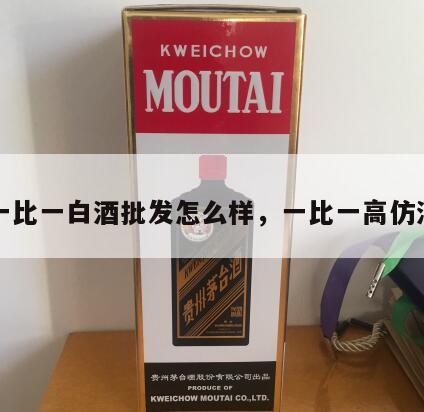 KWEICHOW
MOUTAI
一比一白酒批发怎么样，一比一高仿
贵州茅台酒
贵州茅台酒股份有限公司出品
PRODUCE OF
KWEICHOW MOUTAI CO.,LTD.